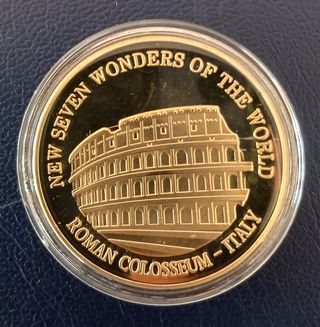 NEW SEVEN WONDERS OF THE WORLD
ROMAN COLOSSEUM - ITALY